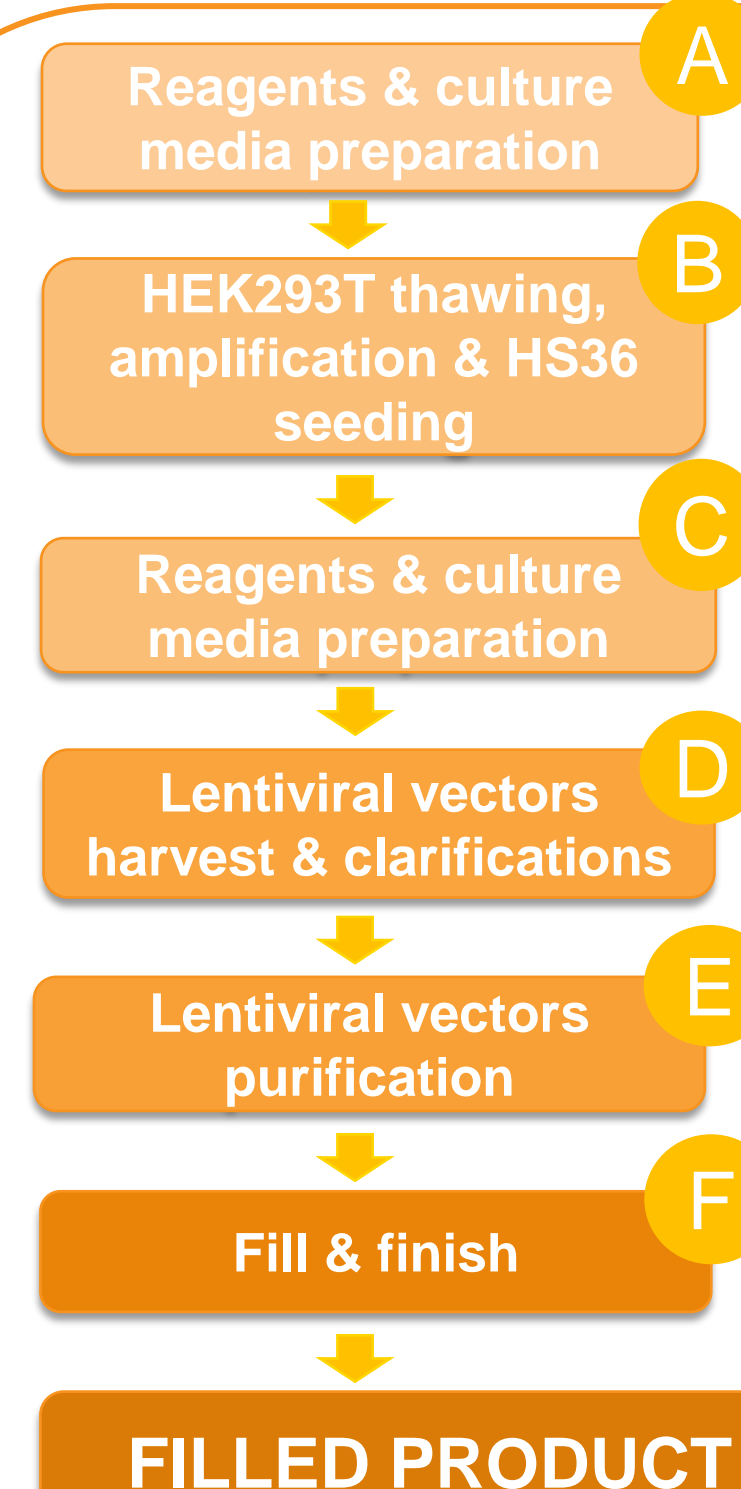 A
Reagents & culture
media preparation
B
HEK293T thawing,
amplification & HS36
seeding
C
Reagents & culture
media preparation
D
Lentiviral vectors
harvest & clarifications
E
Lentiviral vectors
purification
F
Fill & finish
FILLED PRODUCT